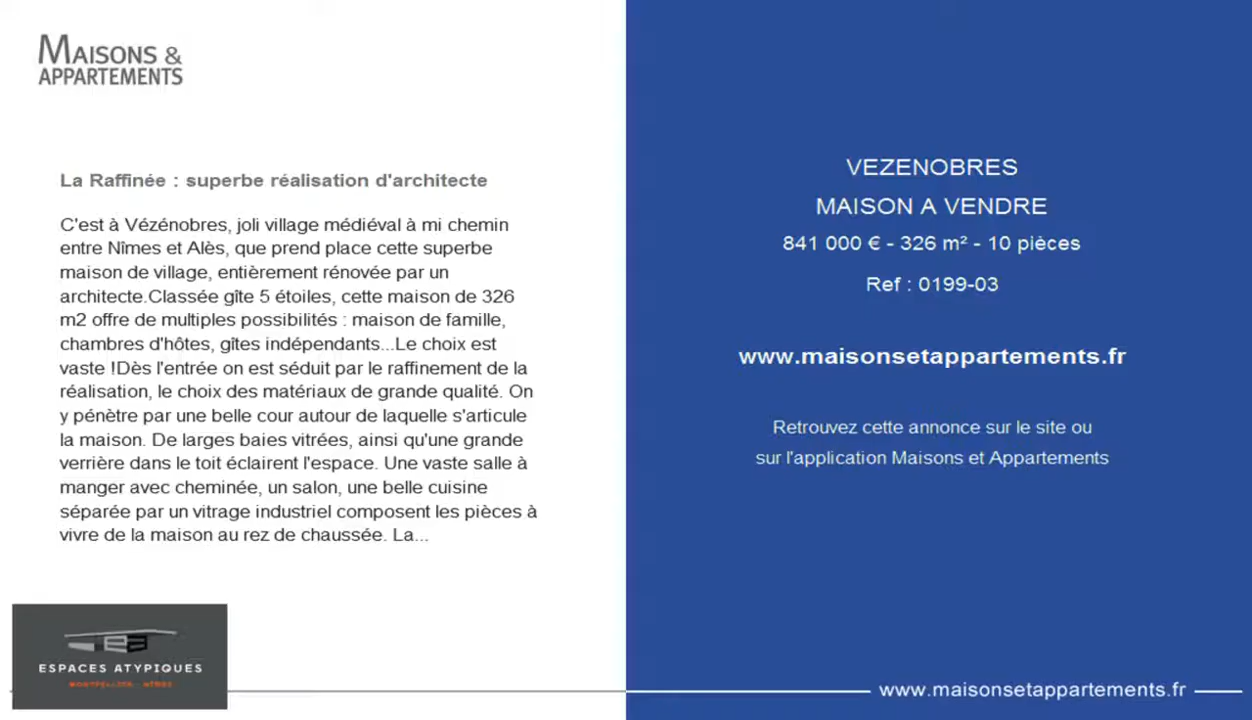 MAISONS &
APPARTEMENTS
La Raffinée : superbe réalisation d'architecte
C'est à Vézénobres, joli village médiéval à mi chemin
entre Nîmes et Alès, que prend place cette superbe
maison de village, entièrement rénovée par un
architecte.Classée gîte 5 étoiles, cette maison de 326
m2 offre de multiples possibilités : maison de famille,
chambres d'hôtes, gîtes indépendants...Le choix est
vaste !Dès l'entrée on est séduit par le raffinement de la
réalisation, le choix des matériaux de grande qualité. On
y pénètre par une belle cour autour de laquelle s'articule
la maison. De larges baies vitrées, ainsi qu'une grande
verrière dans le toit éclairent l'espace. Une vaste salle à
manger avec cheminée, un salon, une belle cuisine
séparée par un vitrage industriel composent les pièces à
vivre de la maison au rez de chaussée. La...
ESPACES ATYPIQUES
MONTPELLIER - NÎMES
VEZENOBRES
MAISON A VENDRE
841 000 € - 326 m² - 10 pièces
Ref : 0199-03
www.maisonsetappartements.fr
Retrouvez cette annonce sur le site ou
sur l'application Maisons et Appartements
www.maisonsetappartements.fr